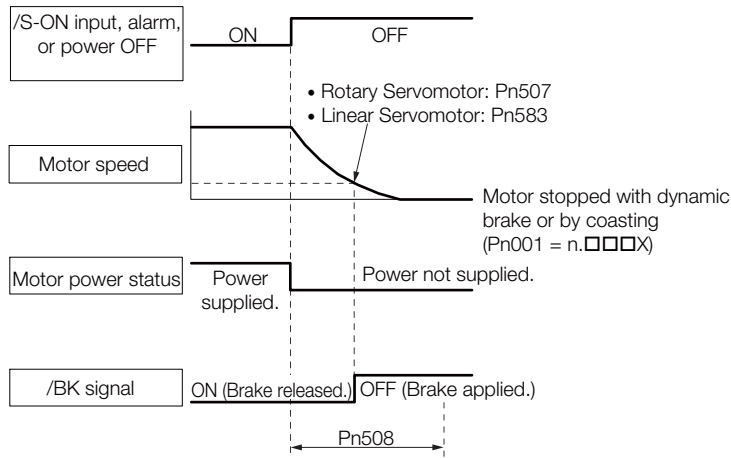 /S-ON input, alarm,
or power OFF
ON
OFF
• Rotary Servomotor: Pn507
• Linear Servomotor: Pn583
Motor speed
Motor stopped with dynamic
brake or by coasting
(Pn001 = n.□□□X)
Motor power status
Power
supplied.
Power not supplied.
/BK signal
ON (Brake released.)
OFF (Brake applied.)
Pn508